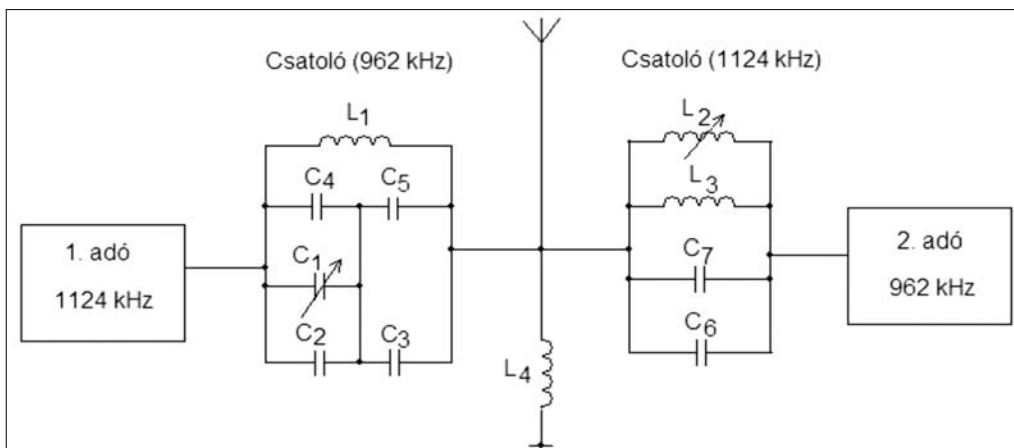 Csatoló (962 kHz)
Csatoló (1124 kHz)
L1
L2
C4
C5
L3
1. adó
1124 kHz
C1
C7
2. adó
962 kHz
C2
C3
C6
L4